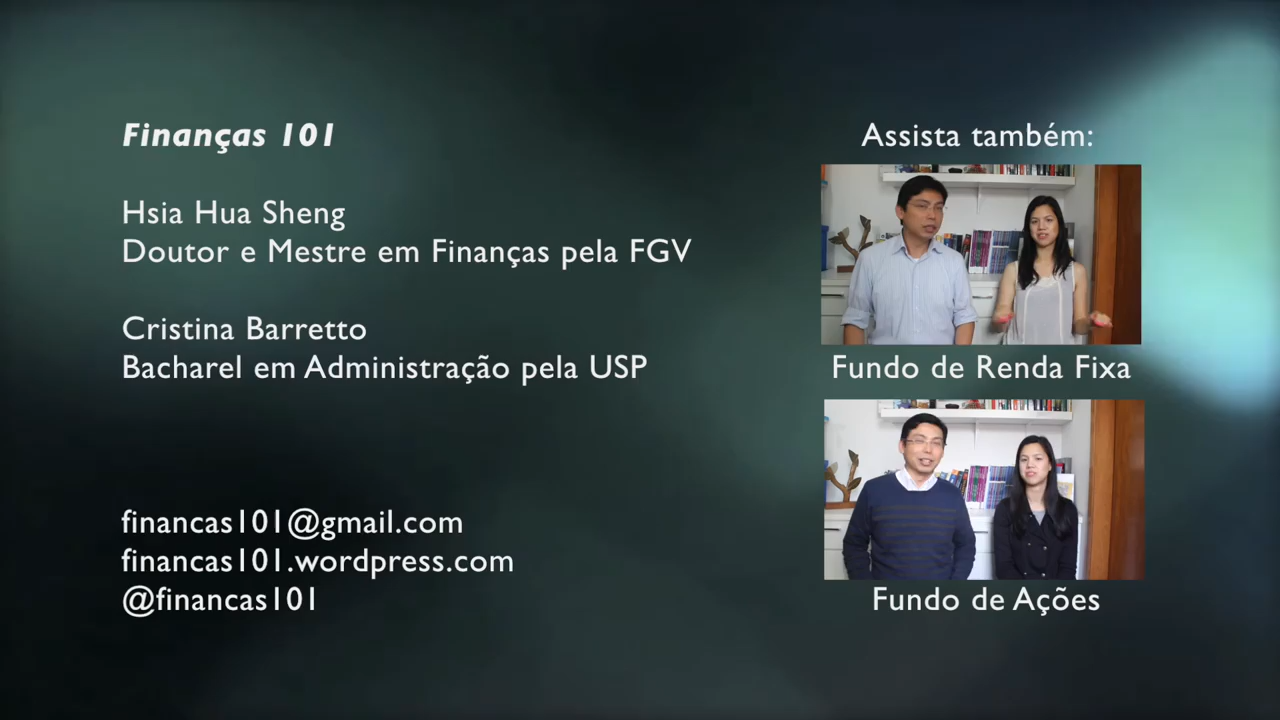 Finanças 101
Hsia Hua Sheng
Doutor e Mestre em Finanças pela FGV
Cristina Barretto
Bacharel em Administração pela USP
financas101@gmail.com
financas101.wordpress.com
@financas101
Assista também:
Fundo de Renda Fixa
Fundo de Ações